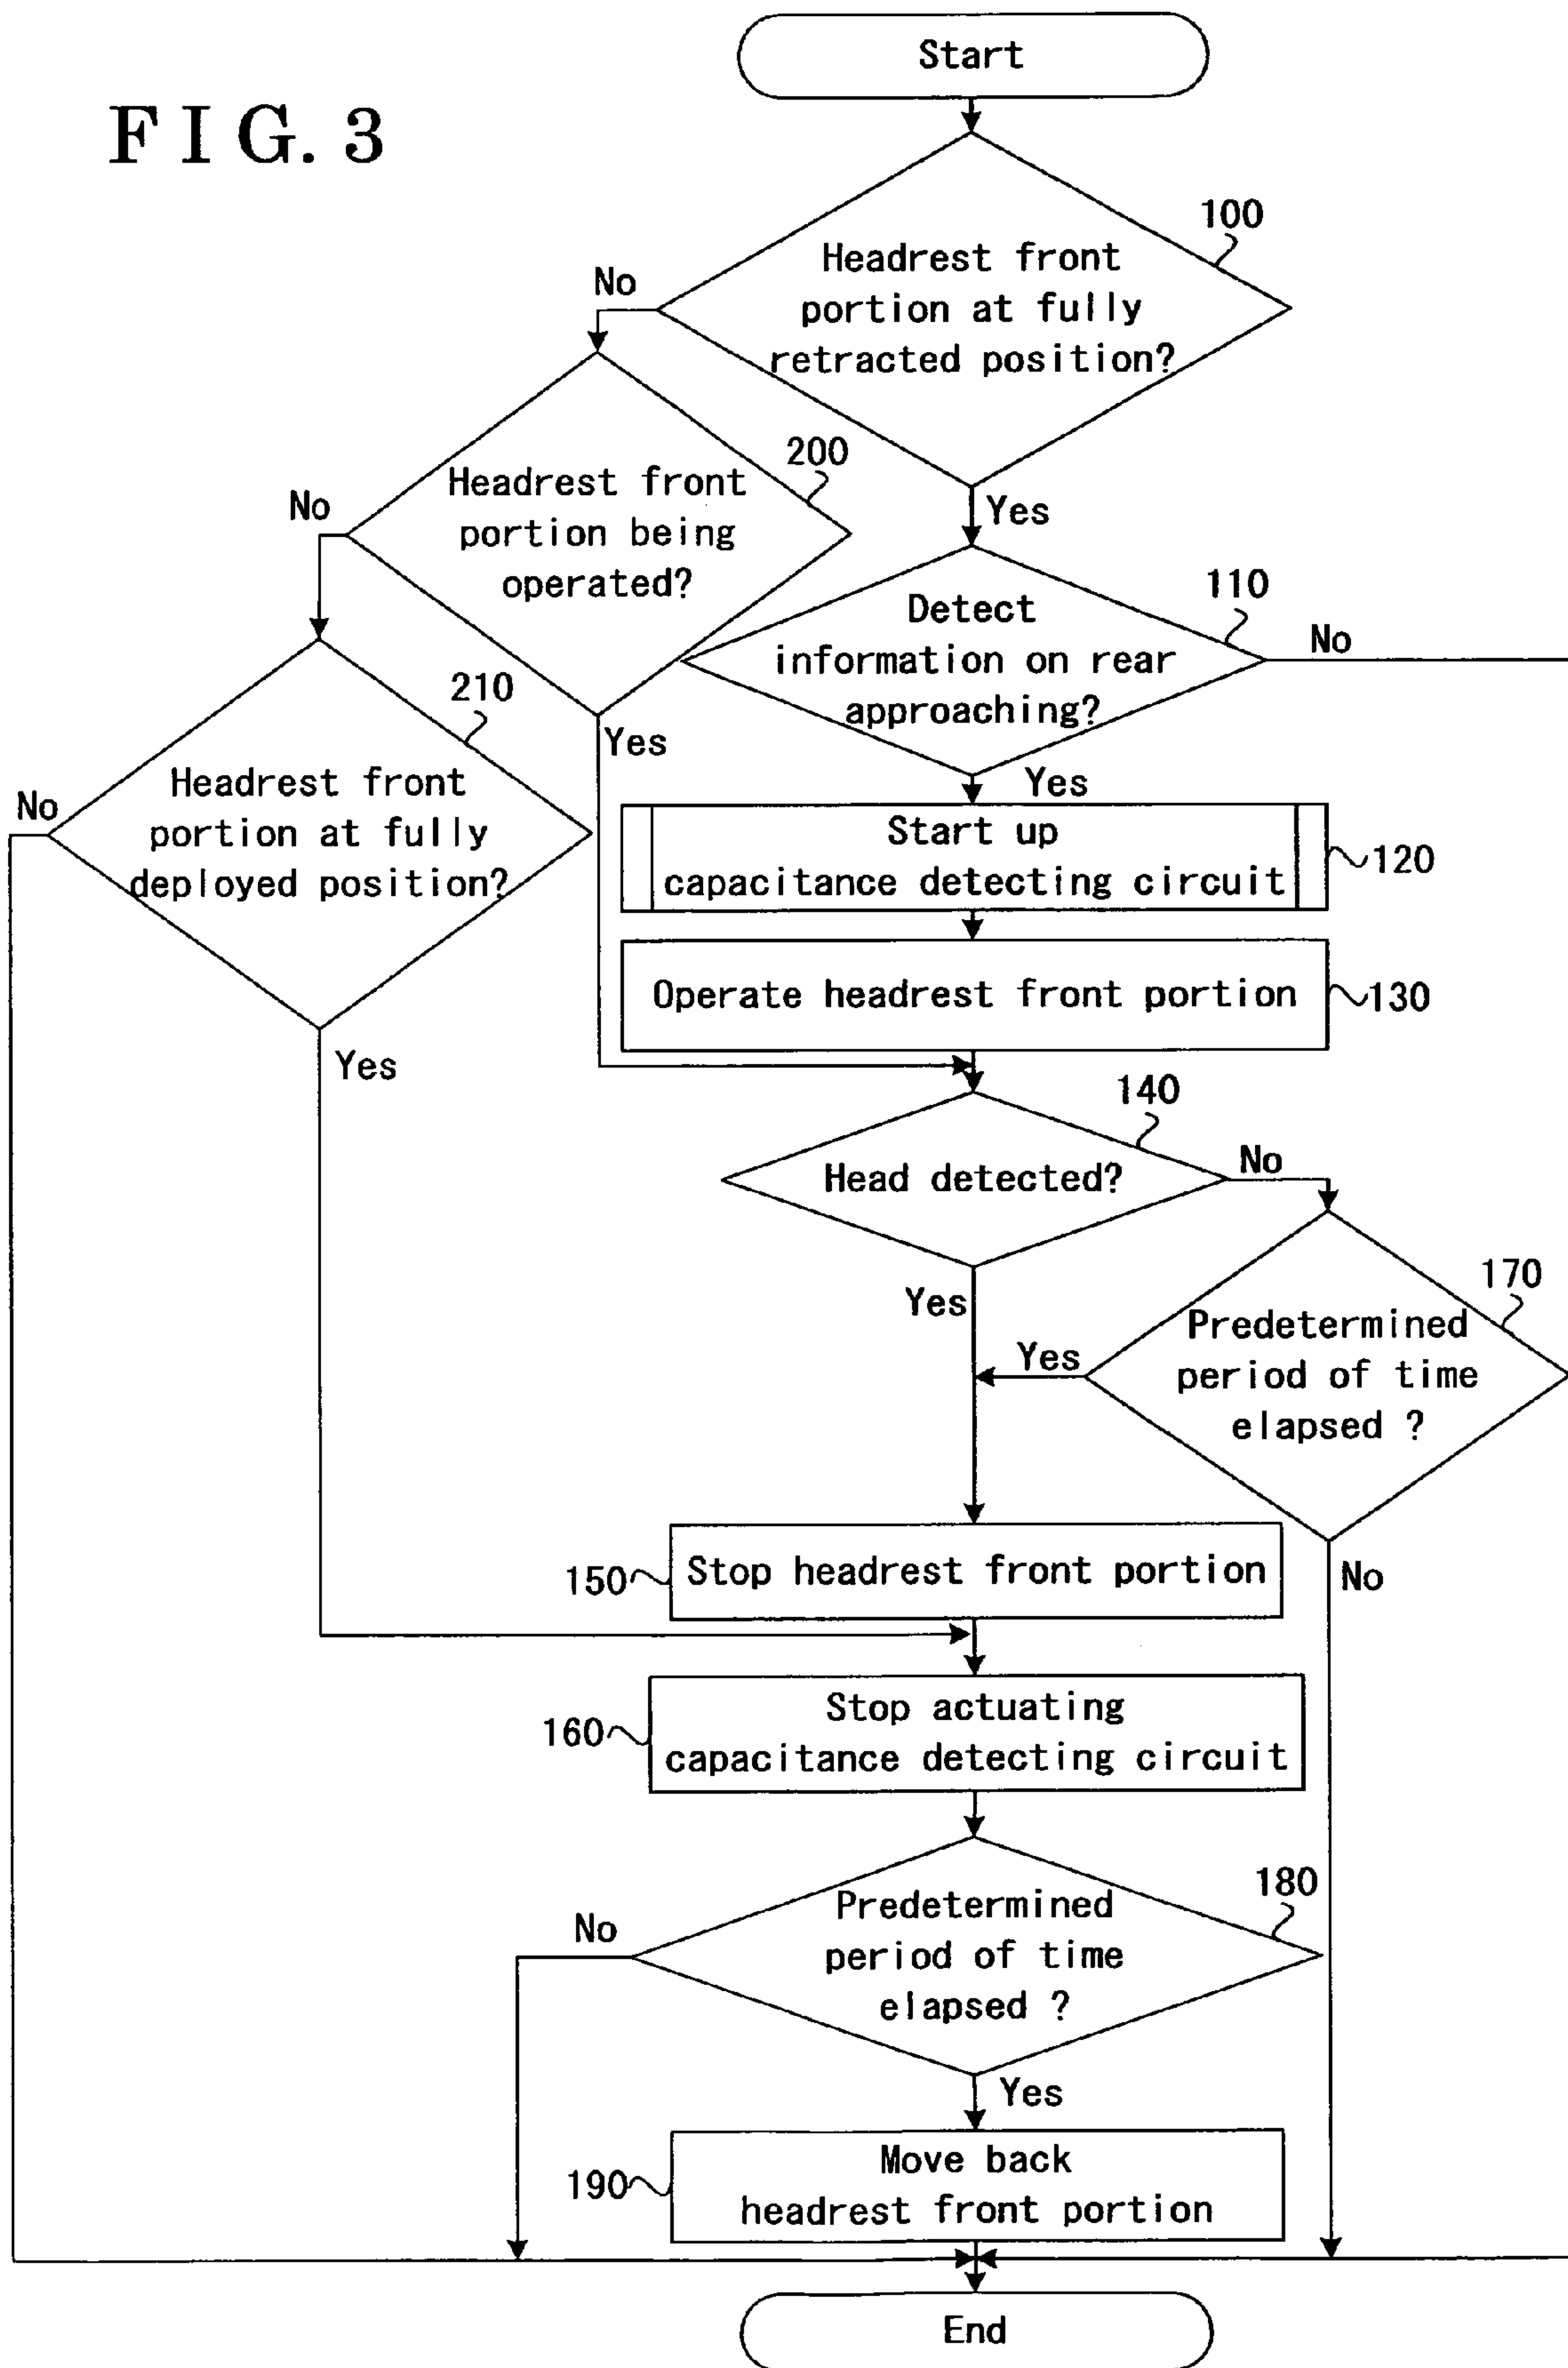 FIG. 3
Start
100
Headrest front
portion at fully
retracted position?
No
Yes
200
Headrest front
portion being
operated?
No
Yes
110
Detect
information on rear
approaching?
No
Yes
210
Headrest front
portion at fully
deployed position?
No
Yes
Start up
capacitance detecting circuit
120
Operate headrest front portion
130
140
Head detected?
No
Yes
170
Predetermined
period of time
elapsed ?
Yes
No
150
Stop headrest front portion
160
Stop actuating
capacitance detecting circuit
180
Predetermined
period of time
elapsed ?
No
Yes
190
Move back
headrest front portion
End